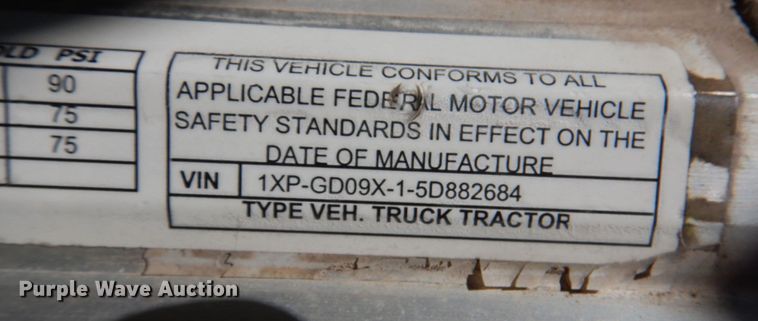 OLD PSI
90
75
75
THIS VEHICLE CONFORMS TO ALL
APPLICABLE FEDERAL MOTOR VEHICLE
SAFETY STANDARDS IN EFFECT ON THE
DATE OF MANUFACTURE
VIN 1XP-GD09X-1-5D882684
TYPE VEH. TRUCK TRACTOR
Purple Wave Auction